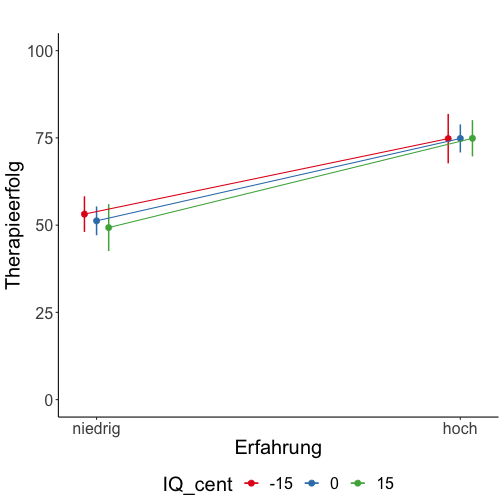 Therapieerfolg
100
75
50
25
0
niedrig hoch
Erfahrung
IQ_cent -15 0 15